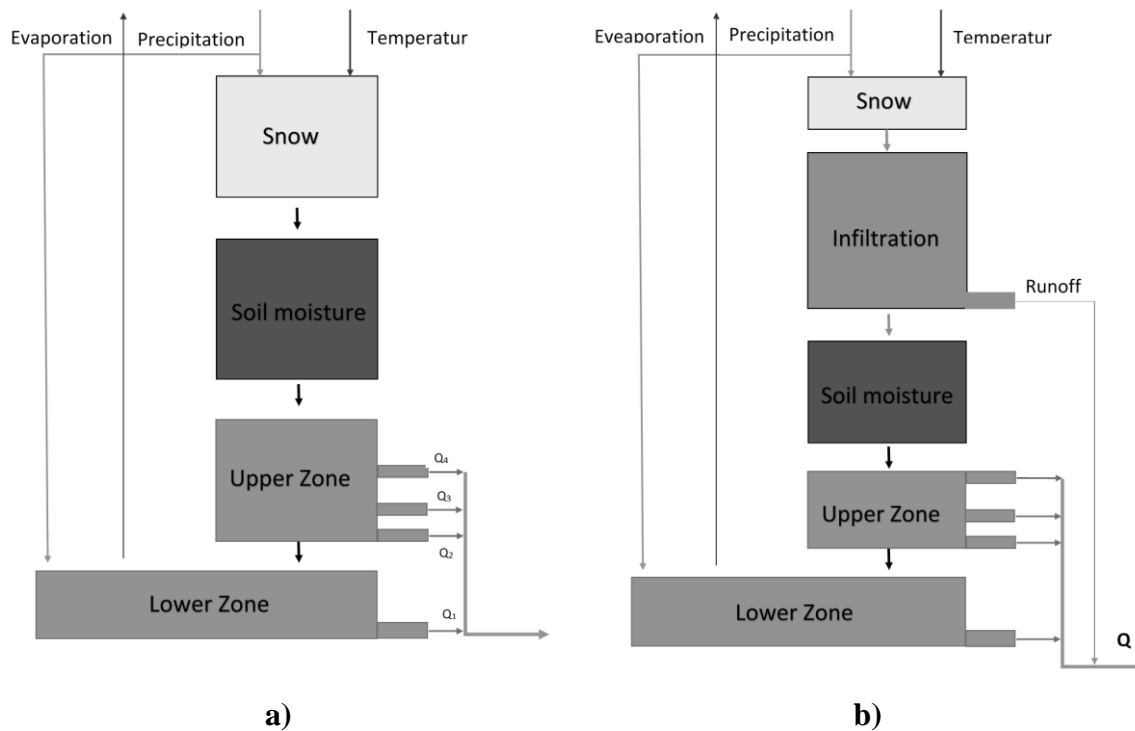 Evaporation
Precipitation
Temperatur
Snow
Soil moisture
Upper Zone
Q₄
Q₃
Q₂
Lower Zone
Q₁
a)
Eveaporation
Precipitation
Temperatur
Snow
Infiltration
Runoff
Soil moisture
Upper Zone
Lower Zone
Q
b)